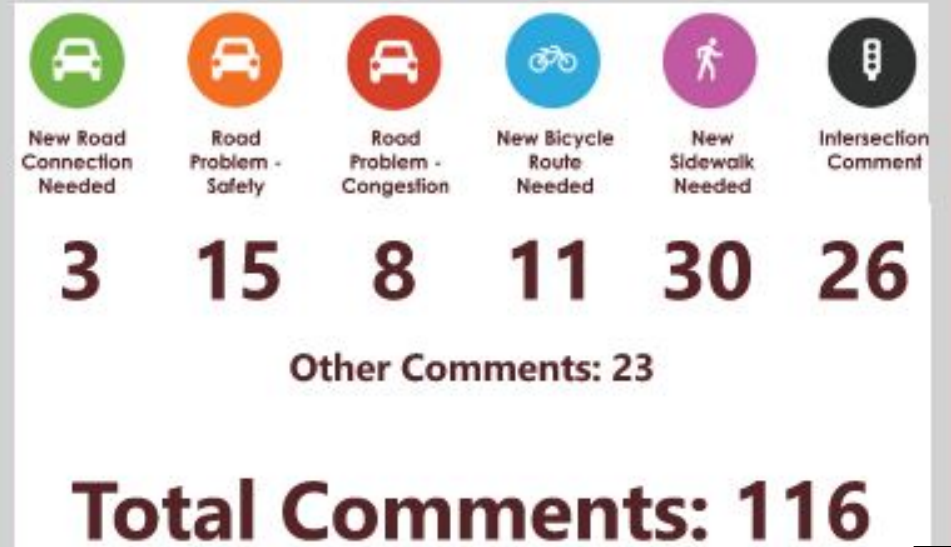 New Road Connection Needed
Road Problem - Safety
Road Problem - Congestion
New Bicycle Route Needed
New Sidewalk Needed
Intersection Comment
3 15 8 11 30 26
Other Comments: 23
Total Comments: 116